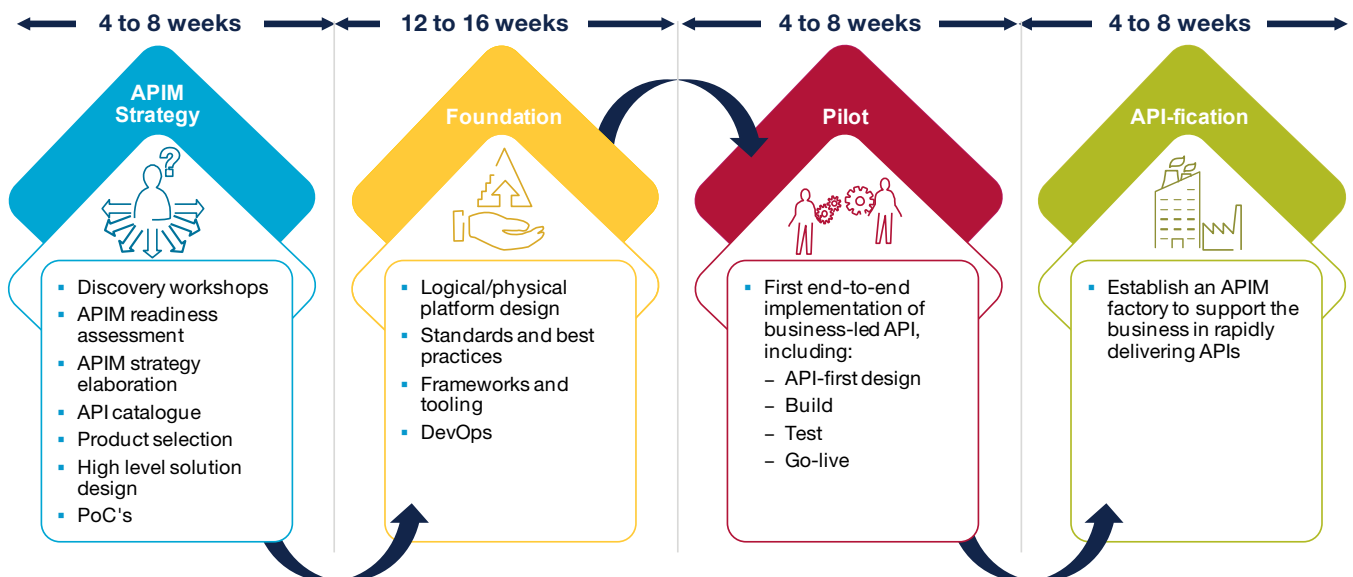 4 to 8 weeks
12 to 16 weeks
4 to 8 weeks
4 to 8 weeks
APIM
Strategy
?
▪ Discovery workshops
▪ APIM readiness
assessment
▪ APIM strategy
elaboration
▪ API catalogue
▪ Product selection
▪ High level solution
design
▪ PoC's
Foundation
▪ Logical/physical
platform design
▪ Standards and best
practices
▪ Frameworks and
tooling
▪ DevOps
Pilot
▪ First end-to-end
implementation of
business-led API,
including:
– API-first design
– Build
– Test
– Go-live
API-fication
▪ Establish an APIM
factory to support the
business in rapidly
delivering APIs